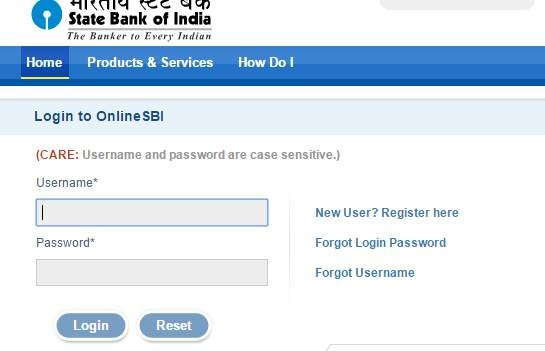 भारतीय स्टेट बैंक
State Bank of India
The Banker to Every Indian
Home Products & Services How Do I
Login to OnlineSBI
(CARE: Username and password are case sensitive.)
Username*
New User? Register here
Password*
Forgot Login Password
Forgot Username
Login Reset